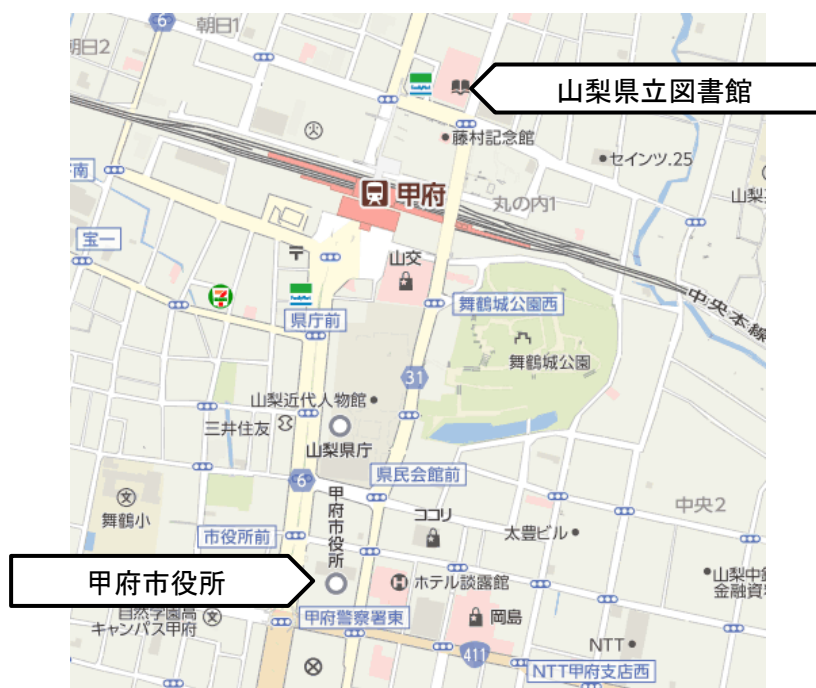 朝日1
6
朝日2
FamilyMart
山梨県立図書館
藤村記念館
セインツ.25
甲府
丸の内1
宝一
山交
7
FamilyMart
県庁前
舞鶴城公園西
中央本線
舞鶴城公園
31
山梨近代人物館
三井住友
山梨県庁
6
県民会館前
文
舞鶴小
甲府市役所
ココリ
中央2
市役所前
太豊ビル
甲府市役所
H
ホテル談露館
山梨中
金融資
キャンパス甲府
文
甲府警察署東
岡島
NTT
411
NTT甲府支店西